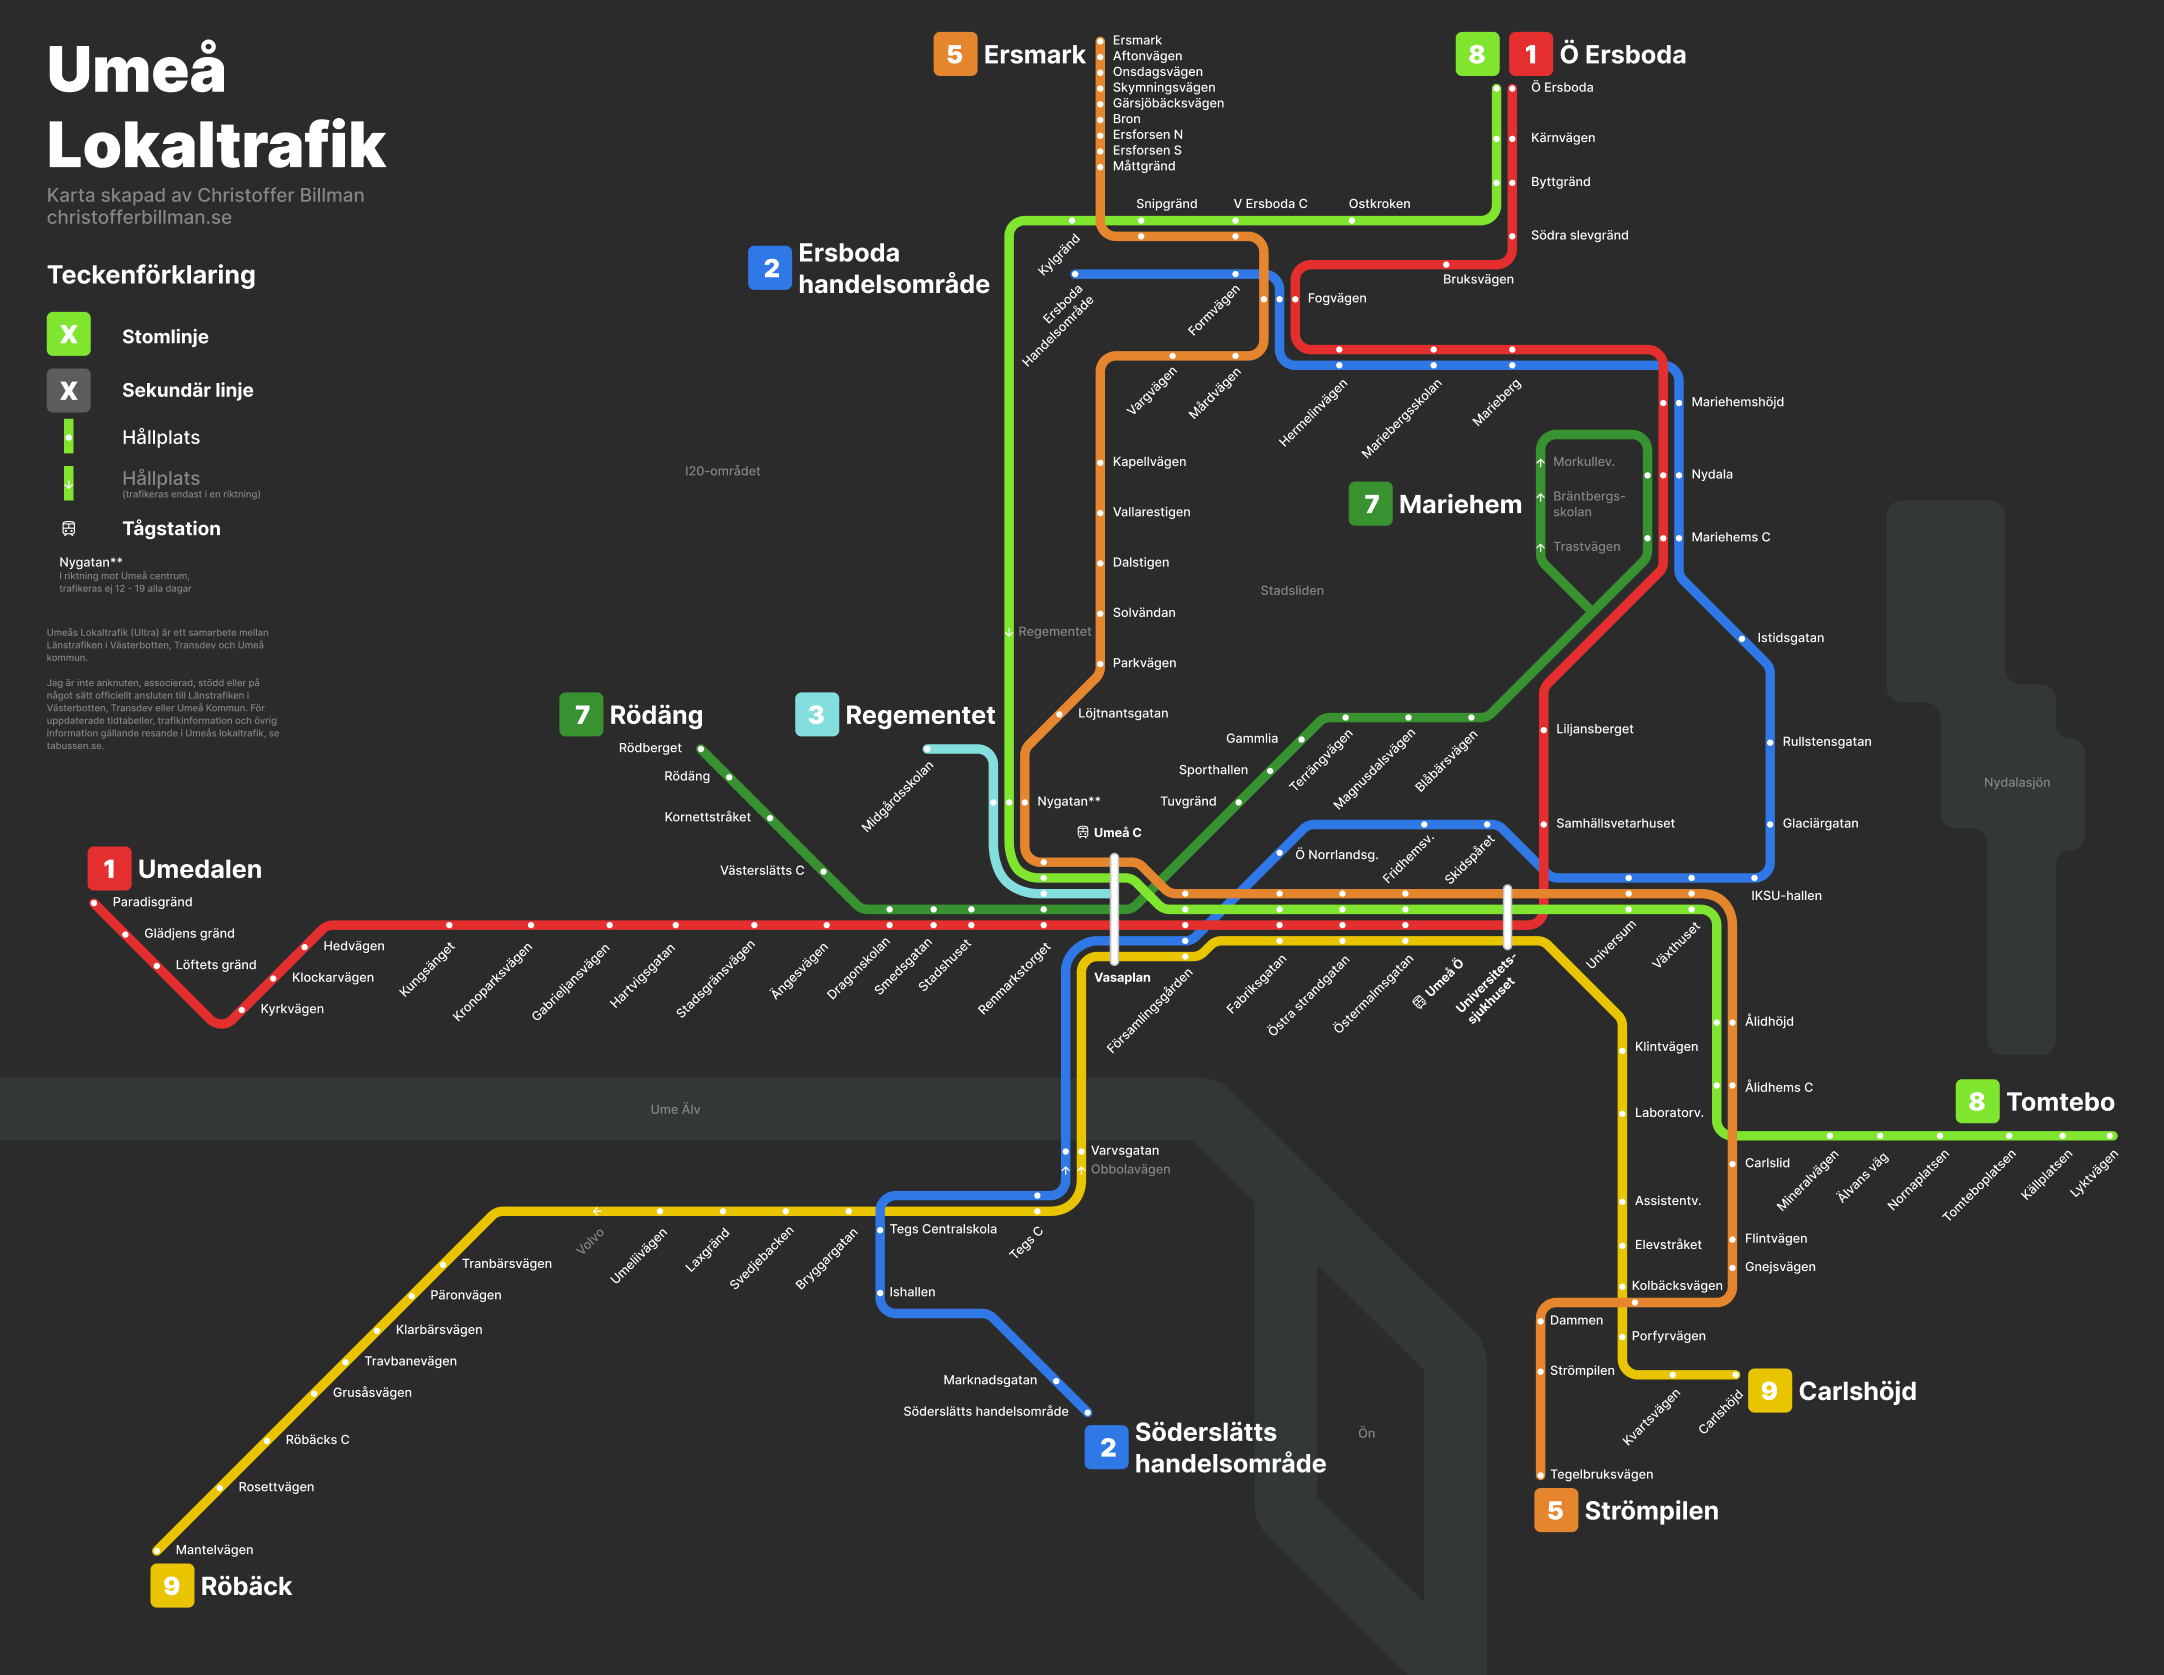 Umeå
Lokaltrafik
Karta skapad av Christoffer Billman
christofferbillman.se
Teckenförklaring
X Stomlinje
X Sekundär linje
Hållplats
Hållplats
(trafikeras endast i en riktning)
Tågstation
Nygatan**
I riktning mot Umeå centrum,
trafikeras ej 12 - 19 alla dagar
Umeås Lokaltrafik (Ultra) är ett samarbete mellan
Länstrafiken i Västerbotten, Transdev och Umeå
kommun.
Jag är inte anknuten, associerad, stödd eller på
något sätt officiellt ansluten till Länstrafiken i
Västerbotten, Transdev eller Umeå Kommun. För
uppdaterade tidtabeller, trafikinformation och övrig
information gällande resande i Umeås lokaltrafik, se
tabussen.se.
5 Ersmark
Ersmark
Aftonvägen
Onsdagsvägen
Skymningsvägen
Gärsjöbäcksvägen
Bron
Ersforsen N
Ersforsen S
Måttgränd
8 1 Ö Ersboda
Ö Ersboda
Kärnvägen
Byttgränd
Södra slevgränd
Bruksvägen
Snipgränd
V Ersboda C
Ostkroken
Kylgränd
2 Ersboda
handelsområde
Ersboda
Handelsområde
Formvägen
Fogvägen
Vargvägen
Mårdvägen
Hermelinvägen
Mariebergsskolan
Marieberg
Mariehemshöjd
Nydala
Mariehems C
7 Mariehem
Morkullev.
Bräntbergs-
skolan
Trastvägen
I20-området
Stadsliden
Nydalasjön
Kapellvägen
Vallarestigen
Dalstigen
Solvändan
Parkvägen
Löjtnantsgatan
Regementet
Nygatan**
Umeå C
Istidsgatan
Rullstensgatan
Glaciärgatan
IKSU-hallen
Liljansberget
Samhällsvetarhuset
7 Rödäng
Rödberget
Rödäng
Kornettstråket
Västerslätts C
3 Regementet
Midgårdsskolan
Gammlia
Sporthallen
Tuvgränd
Terrängvägen
Magnusdalsvägen
Blåbärsvägen
Ö Norrlandsg.
Fridhemsv.
Skidspåret
1 Umedalen
Paradisgränd
Glädjens gränd
Löftets gränd
Kyrkvägen
Klockarvägen
Hedvägen
Kungsänget
Kronoparksvägen
Gabrieljansvägen
Hartvigsgatan
Stadsgränsvägen
Ängesvägen
Dragonskolan
Smedsgatan
Stadshuset
Renmarkstorget
Vasaplan
Församlingsgården
Fabriksgatan
Östra strandgatan
Östermalmsgatan
Umeå Ö
Universitets-
sjukhuset
Universum
Växthuset
Ålidhöjd
Ålidhems C
Carlslid
Flintvägen
Gnejsvägen
Klintvägen
Laboratorv.
Assistentv.
Elevstråket
Kolbäcksvägen
Porfyrvägen
Kvartsvägen
Carlshöjd
9 Carlshöjd
8 Tomtebo
Mineralvägen
Älvans väg
Nornaplatsen
Tomteboplatsen
Källplatsen
Lyktvägen
Dammen
Strömpilen
Tegelbruksvägen
5 Strömpilen
Ume Älv
Ön
Varvsgatan
Obbolavägen
Tegs C
Tegs Centralskola
Ishallen
Marknadsgatan
Söderslätts handelsområde
2 Söderslätts
handelsområde
Bryggargatan
Svedjebacken
Laxgränd
Umeliivägen
Volvo
Tranbärsvägen
Päronvägen
Klarbärsvägen
Travbanevägen
Grusåsvägen
Röbäcks C
Rosettvägen
Mantelvägen
9 Röbäck